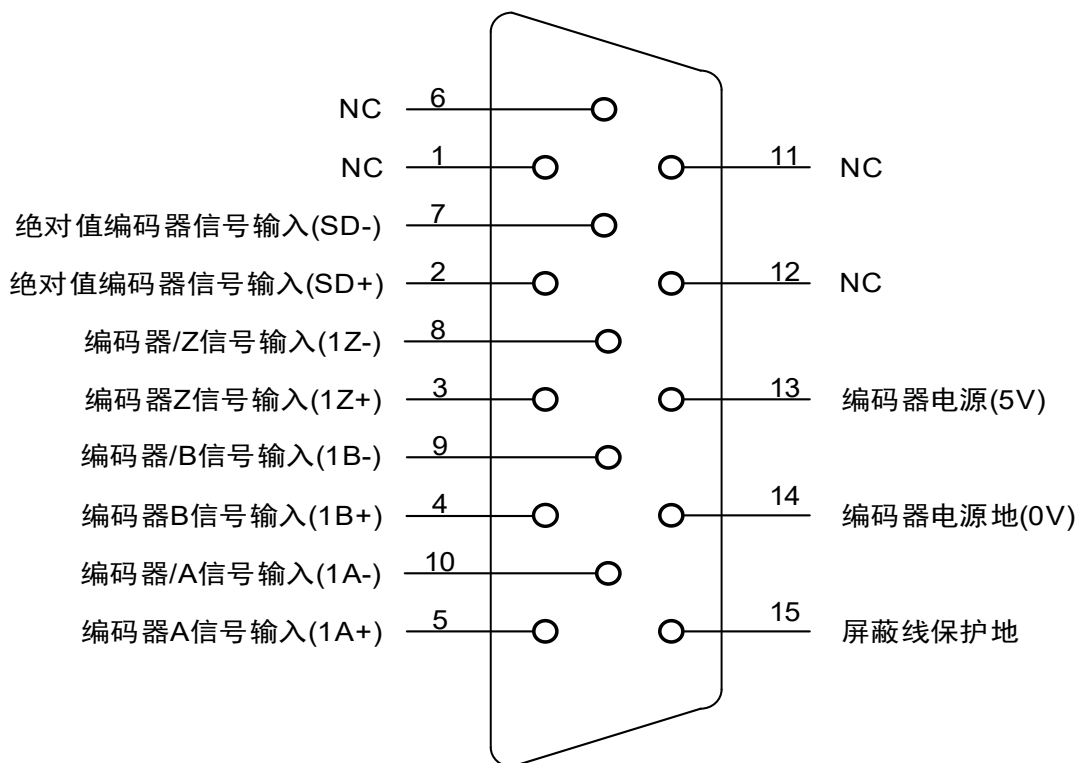 NC 6
NC 1 11 NC
绝对值编码器信号输入(SD-) 7
绝对值编码器信号输入(SD+) 2 12 NC
编码器/Z信号输入(1Z-) 8
编码器Z信号输入(1Z+) 3 13 编码器电源(5V)
编码器/B信号输入(1B-) 9
编码器B信号输入(1B+) 4 14 编码器电源地(0V)
编码器/A信号输入(1A-) 10
编码器A信号输入(1A+) 5 15 屏蔽线保护地